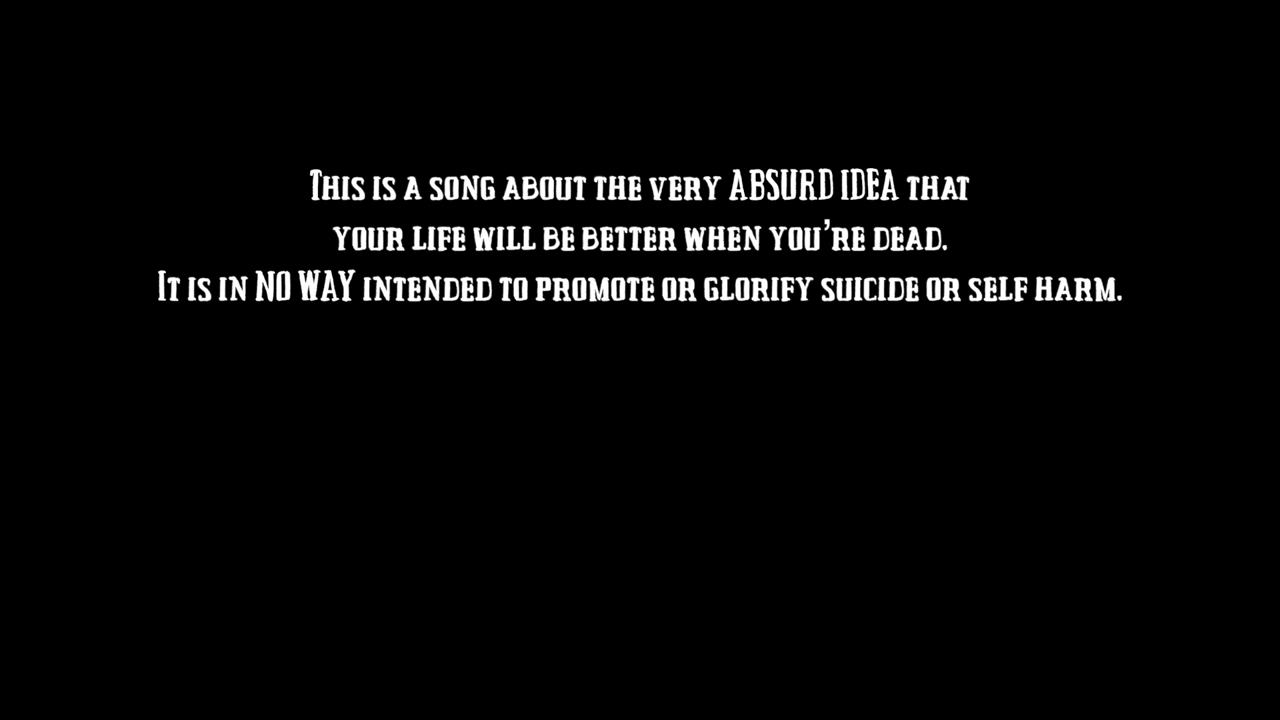 This is a song about the very ABSURD IDEA that
your life will be better when you're dead.
It is in NO WAY intended to promote or glorify suicide or self harm.